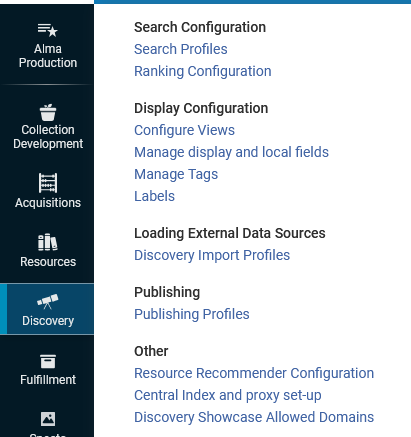 Alma
Production
Collection
Development
Acquisitions
Resources
Discovery
Fulfillment
Search Configuration
Search Profiles
Ranking Configuration
Display Configuration
Configure Views
Manage display and local fields
Manage Tags
Labels
Loading External Data Sources
Discovery Import Profiles
Publishing
Publishing Profiles
Other
Resource Recommender Configuration
Central Index and proxy set-up
Discovery Showcase Allowed Domains